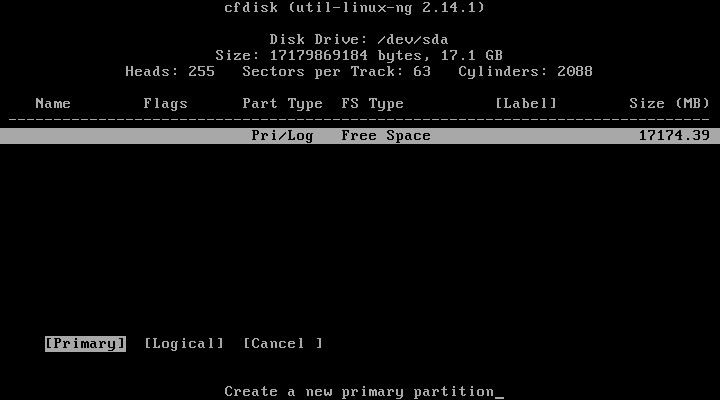 cfdisk (util-linux-ng 2.14.1)
Disk Drive: /dev/sda
Size: 17179869184 bytes, 17.1 GB
Heads: 255   Sectors per Track: 63   Cylinders: 2088
Name        Flags      Part Type  FS Type          [Label]        Size (MB)
------------------------------------------------------------------------------
Pri/Log   Free Space                       17174.39
[Primary]  [Logical]  [Cancel ]
Create a new primary partition_